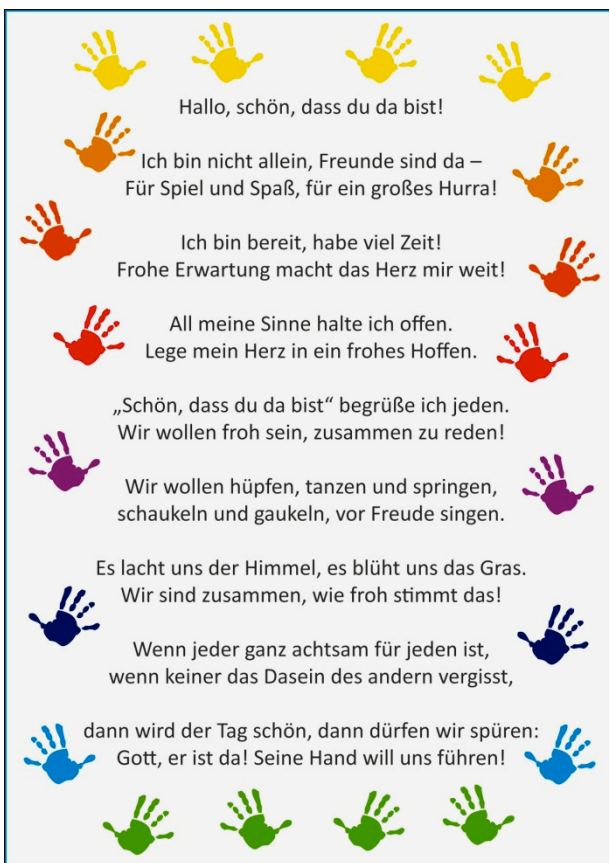 Hallo, schön, dass du da bist!
Ich bin nicht allein, Freunde sind da –
Für Spiel und Spaß, für ein großes Hurra!
Ich bin bereit, habe viel Zeit!
Frohe Erwartung macht das Herz mir weit!
All meine Sinne halte ich offen.
Lege mein Herz in ein frohes Hoffen.
„Schön, dass du da bist“ begrüße ich jeden.
Wir wollen froh sein, zusammen zu reden!
Wir wollen hüpfen, tanzen und springen,
schaukeln und gaukeln, vor Freude singen.
Es lacht uns der Himmel, es blüht uns das Gras.
Wir sind zusammen, wie froh stimmt das!
Wenn jeder ganz achtsam für jeden ist,
wenn keiner das Dasein des andern vergisst,
dann wird der Tag schön, dann dürfen wir spüren:
Gott, er ist da! Seine Hand will uns führen!